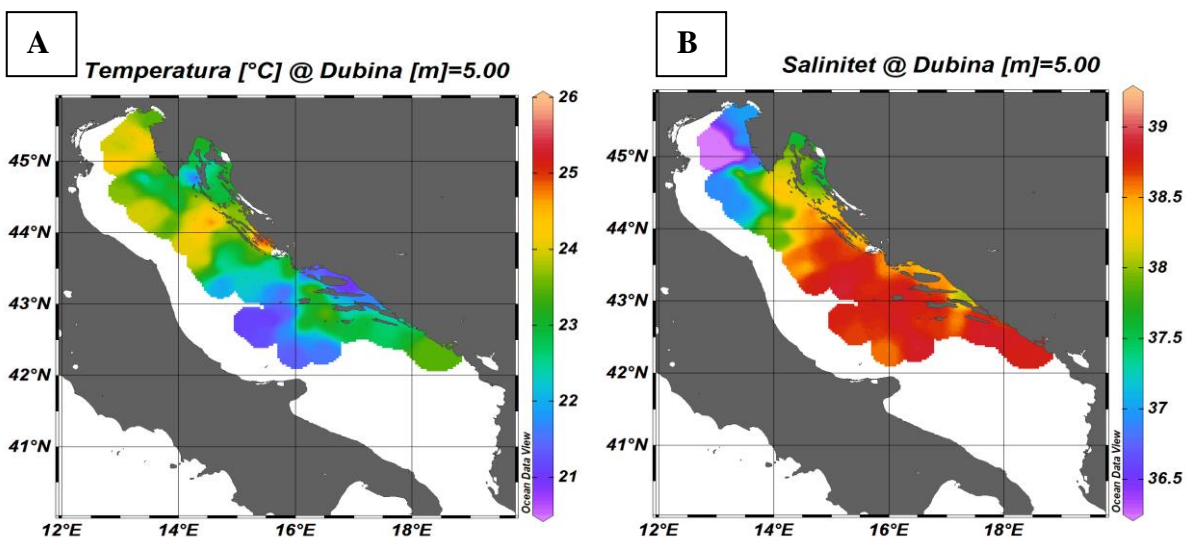 A
Temperatura [°C] @ Dubina [m]=5.00
26
25
24
23
22
21
45°N
44°N
43°N
42°N
41°N
12°E
14°E
16°E
18°E
Ocean Data View
B
Salinitet @ Dubina [m]=5.00
39
38.5
38
37.5
37
36.5
45°N
44°N
43°N
42°N
41°N
12°E
14°E
16°E
18°E
Ocean Data View